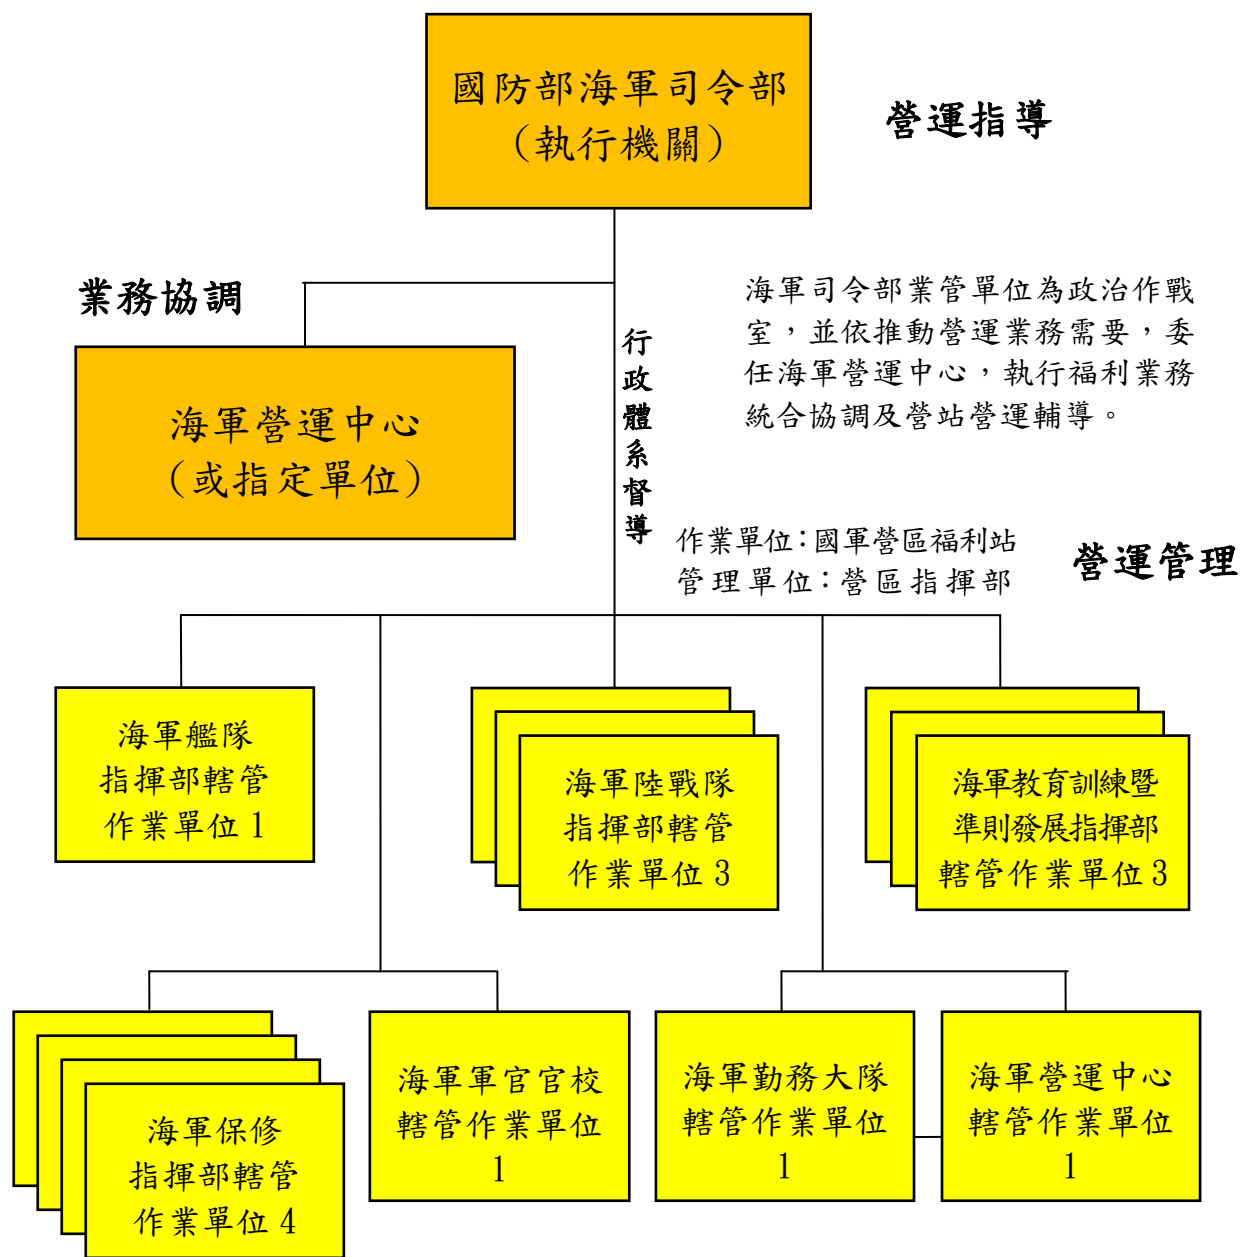 國防部海軍司令部
(執行機關)
營運指導
業務協調
海軍營運中心
(或指定單位)
行政體系督導
海軍司令部業管單位為政治作戰
室，並依推動營運業務需要，委
任海軍營運中心，執行福利業務
統合協調及營站營運輔導。
作業單位：國軍營區福利站
管理單位：營區指揮部
營運管理
海軍艦隊
指揮部轄管
作業單位1
海軍陸戰隊
指揮部轄管
作業單位3
海軍教育訓練暨
準則發展指揮部
轄管作業單位3
海軍保修
指揮部轄管
作業單位4
海軍軍官官校
轄管作業單位
1
海軍勤務大隊
轄管作業單位
1
海軍營運中心
轄管作業單位
1